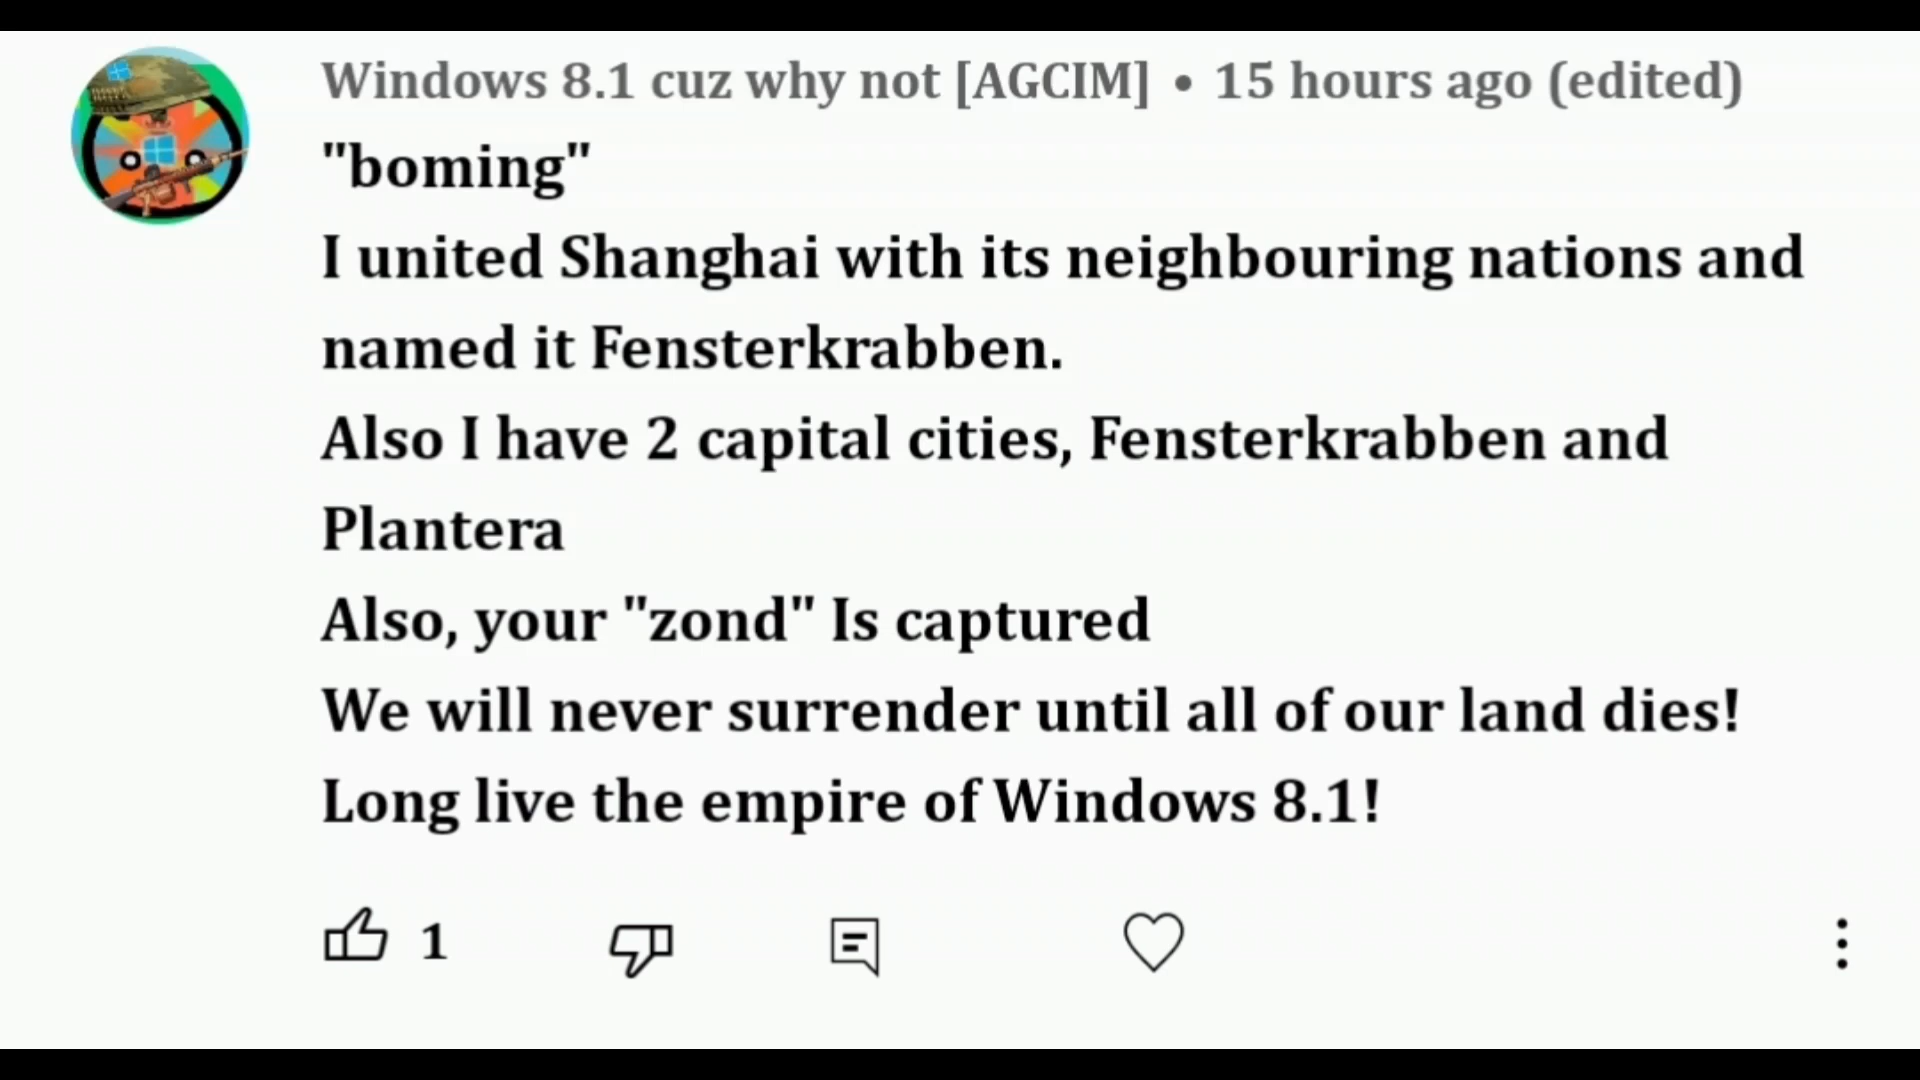 Windows 8.1 cuz why not [AGCIM] • 15 hours ago (edited)
"boming"
I united Shanghai with its neighbouring nations and
named it Fensterkrabben.
Also I have 2 capital cities, Fensterkrabben and
Plantera
Also, your "zond" Is captured
We will never surrender until all of our land dies!
Long live the empire of Windows 8.1!
1